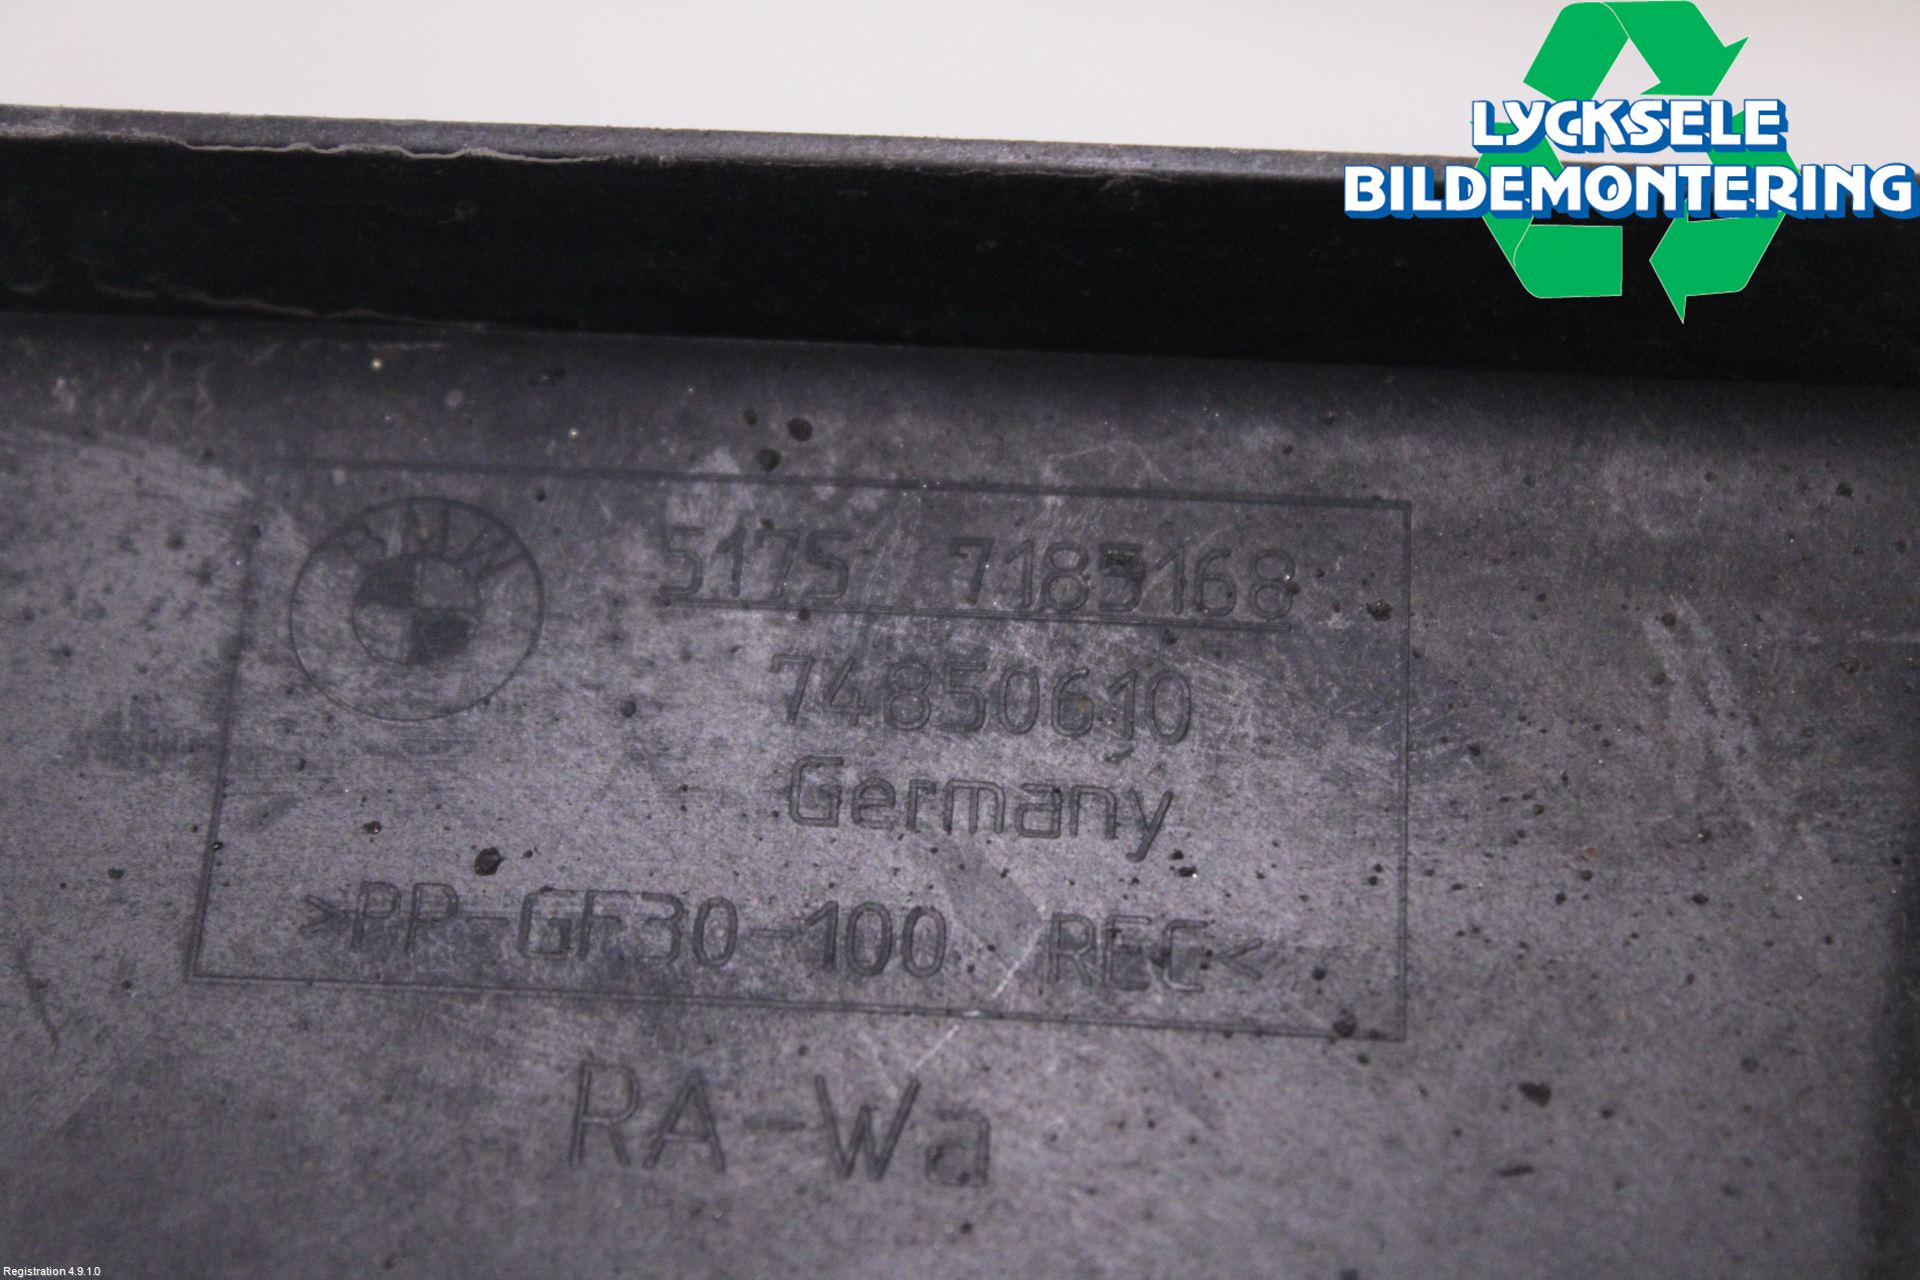 LYCKSELE
BILDEMONTERING
BMW
5175 7185168
74850610
Germany
>PP-GF30-100 REC<
RA-Wa
Registration 4.9.1.0